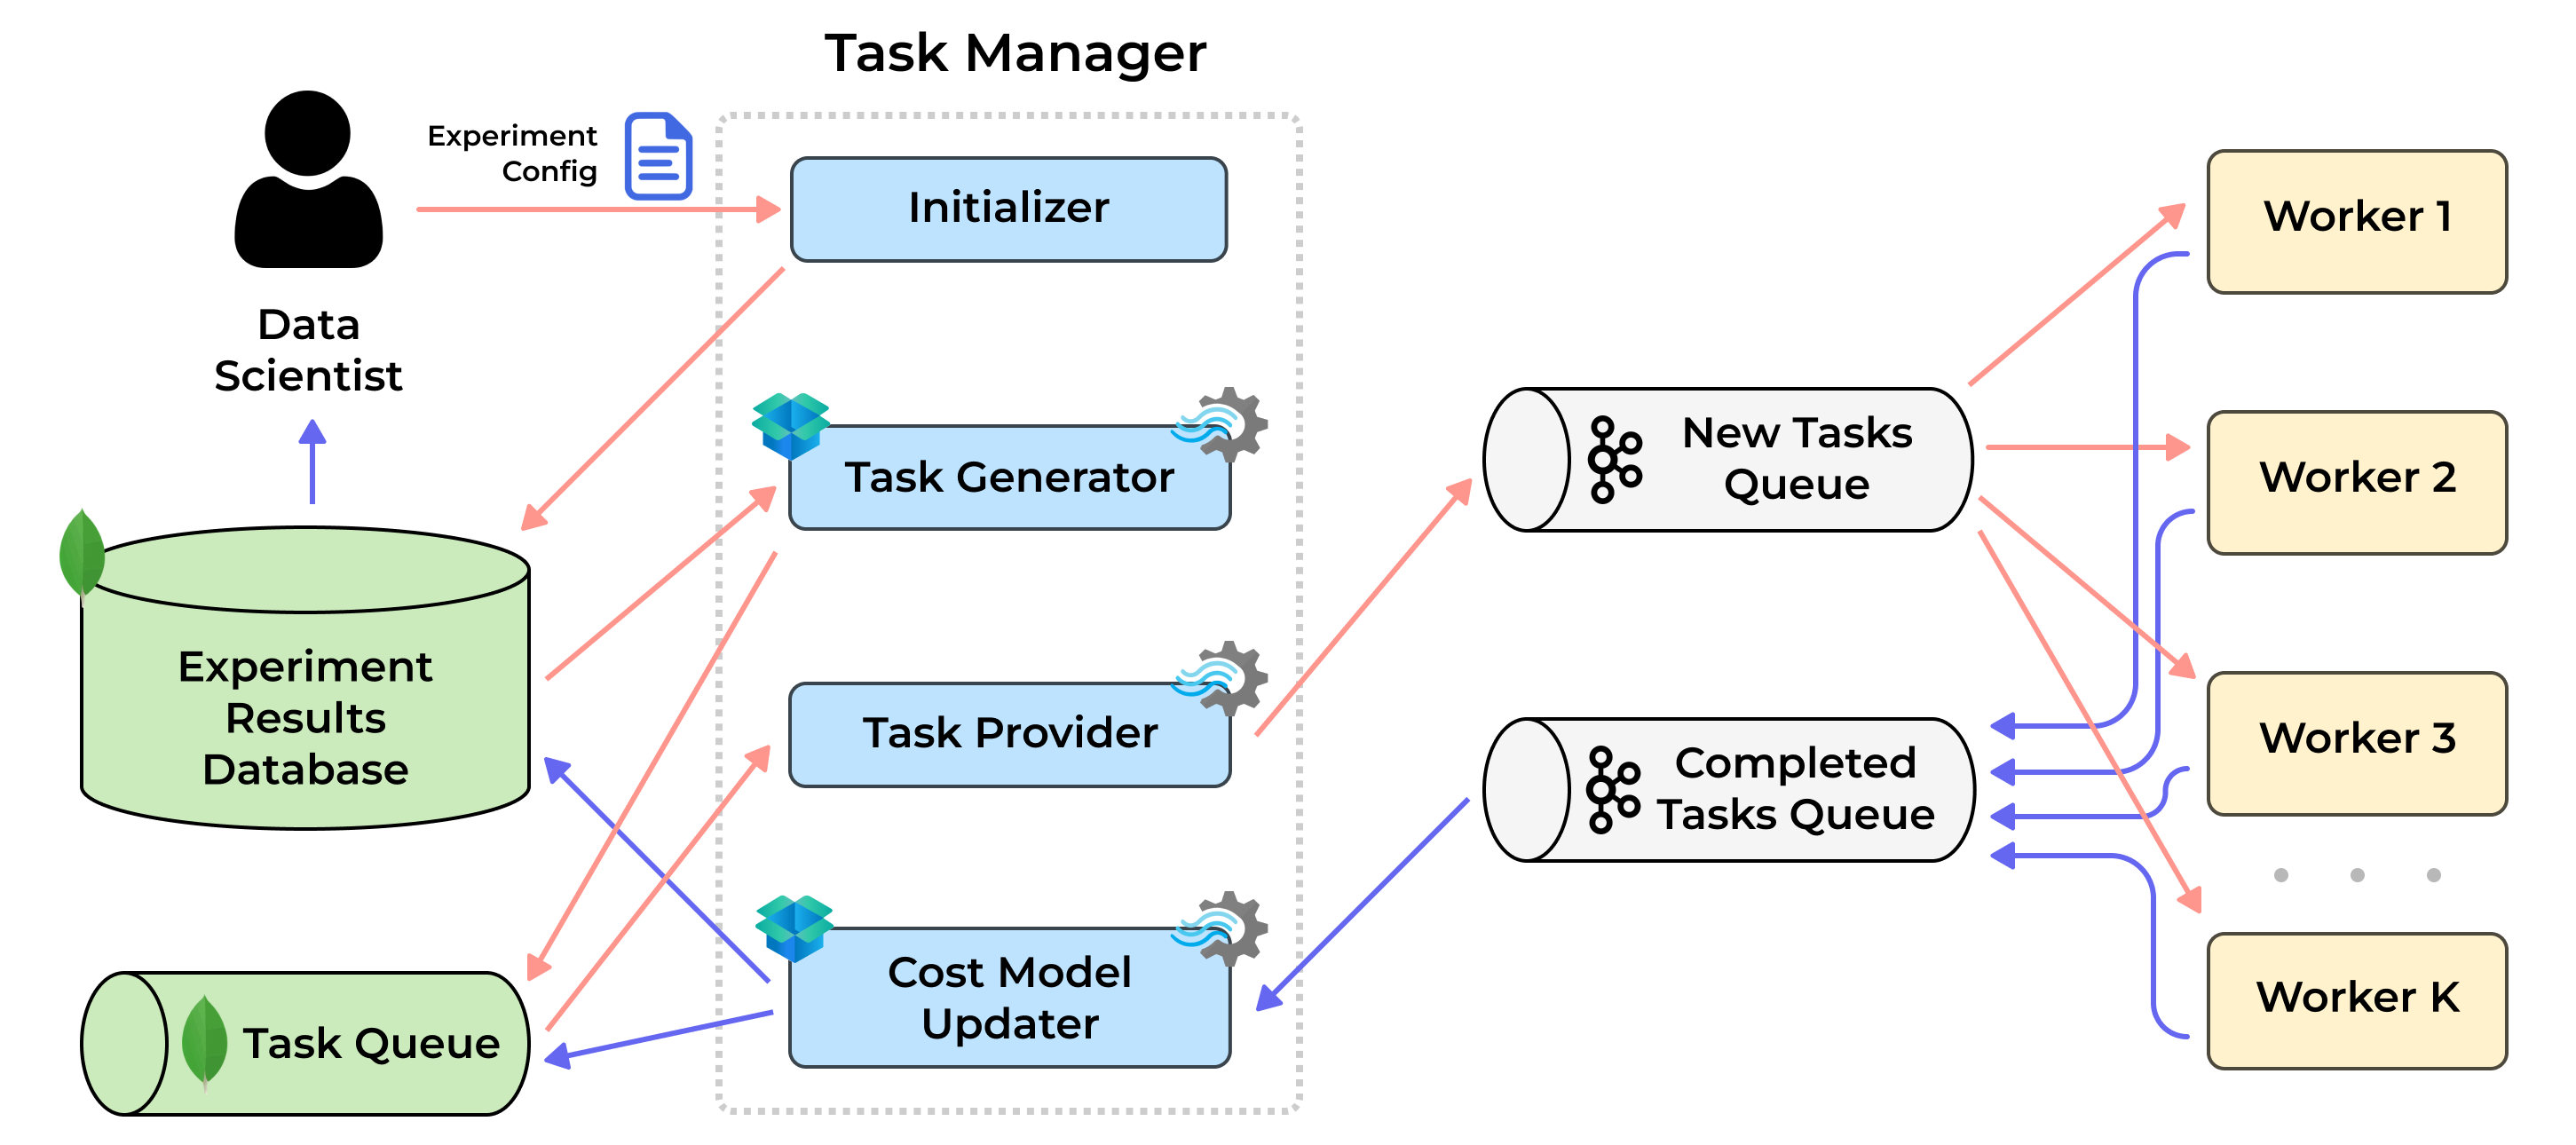 Task Manager
Experiment
Config
Initializer
Data
Scientist
Task Generator
Experiment
Results
Database
Task Provider
Task Queue
Cost Model
Updater
New Tasks
Queue
Completed
Tasks Queue
Worker 1
Worker 2
Worker 3
Worker K